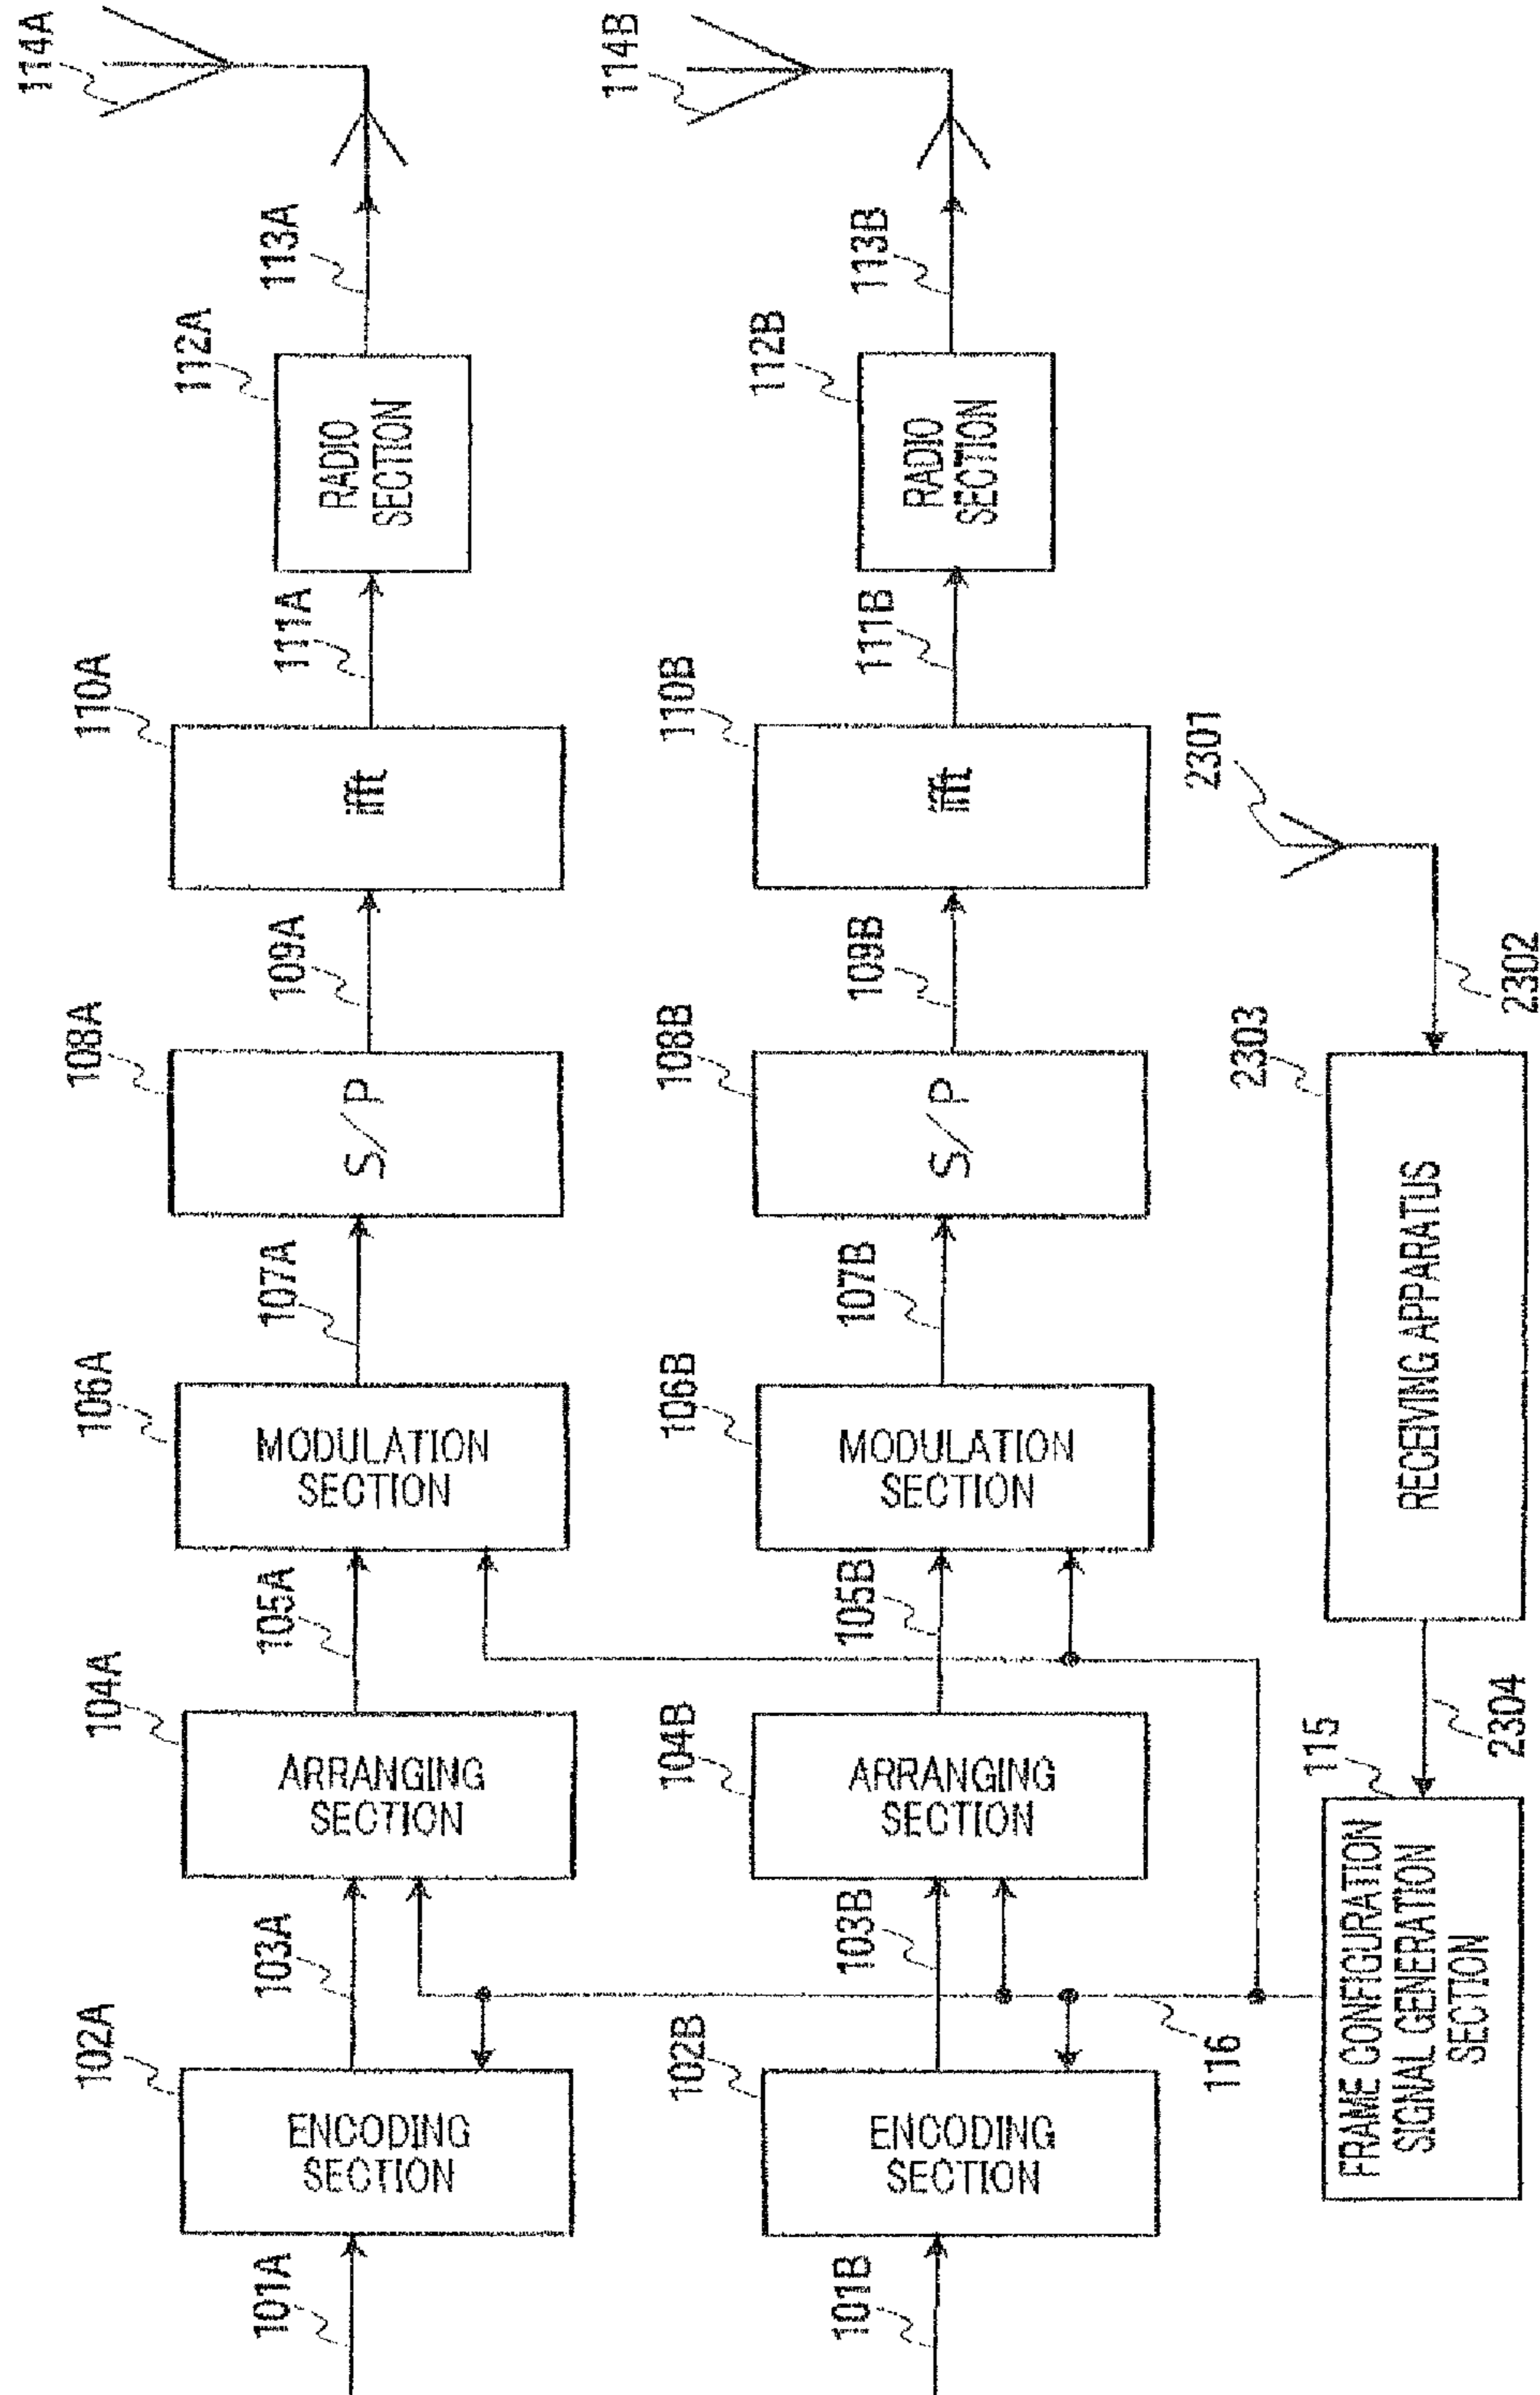 101A
102A
ENCODING
SECTION
103A
104A
ARRANGING
SECTION
105A
106A
MODULATION
SECTION
107A
108A
S/P
109A
110A
ifft
111A
112A
RADIO
SECTION
113A
114A
101B
102B
ENCODING
SECTION
103B
104B
ARRANGING
SECTION
105B
106B
MODULATION
SECTION
107B
108B
S/P
109B
110B
ifft
111B
112B
RADIO
SECTION
113B
114B
116
115
FRAME CONFIGURATION
SIGNAL GENERATION
SECTION
2304
2303
RECEIVING APPARATUS
2302
2301